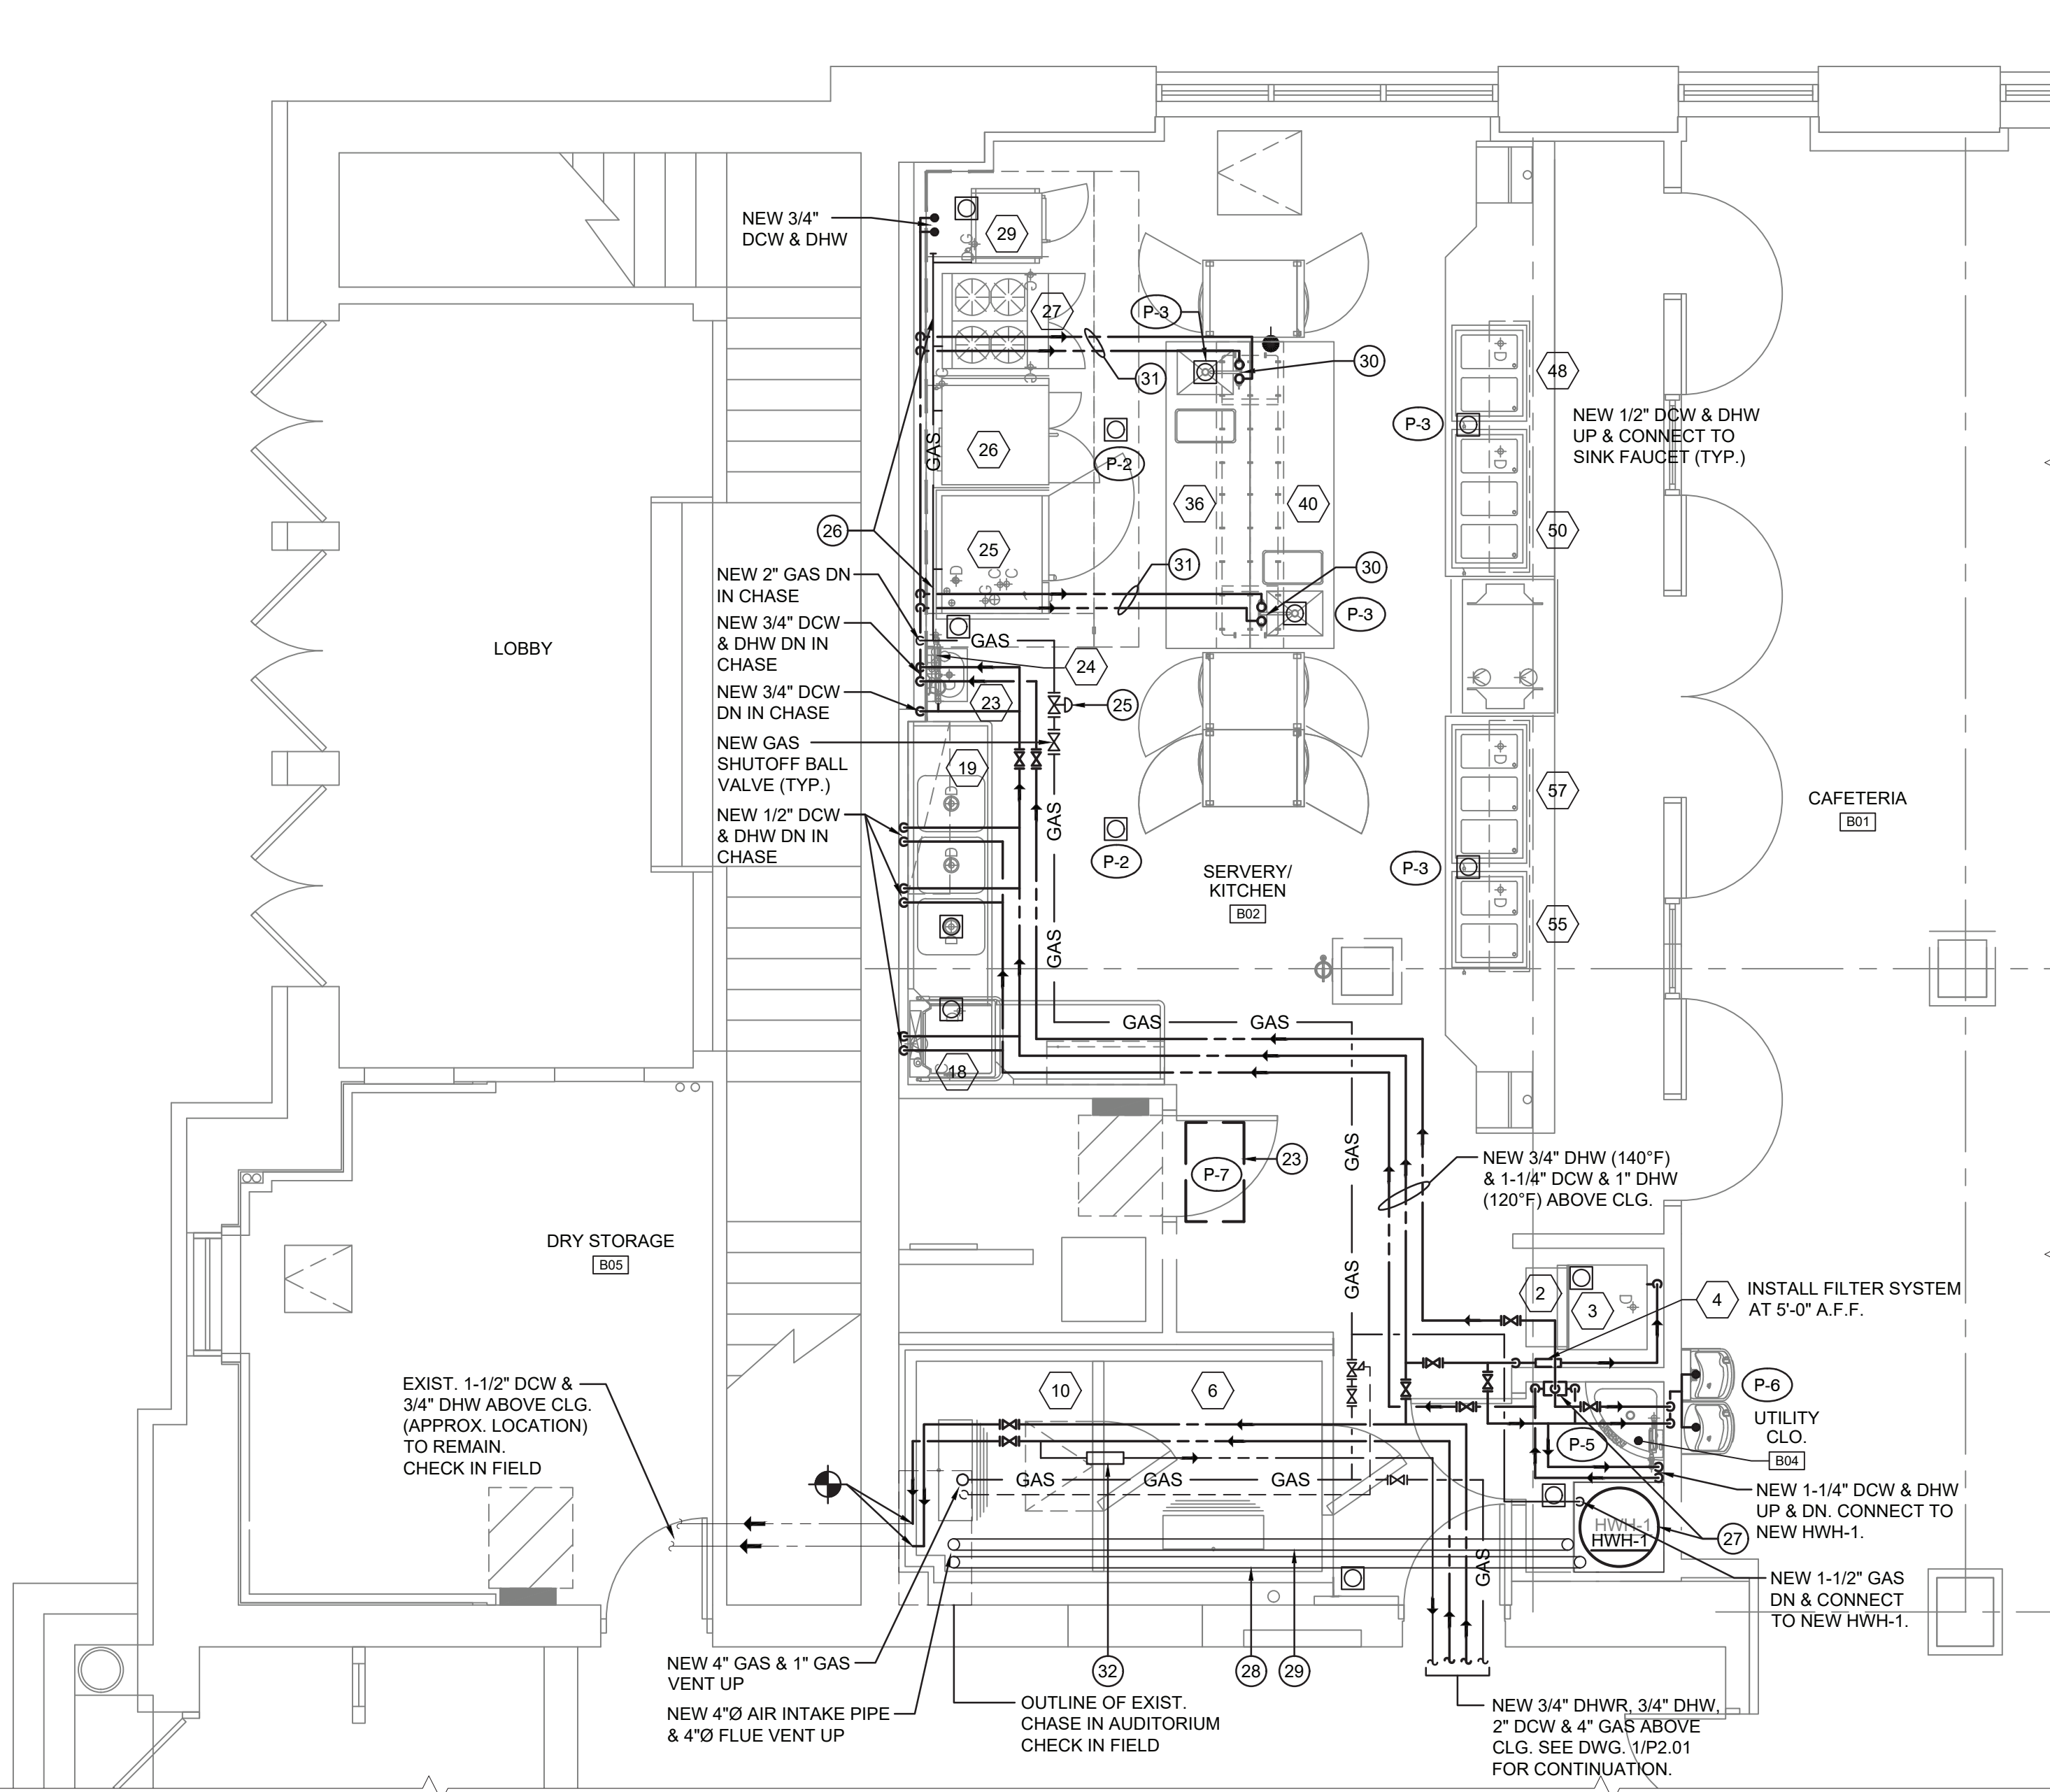 NEW 3/4"
DCW & DHW
29
27
P-3
31
30
26
P-2
36
40
P-3
48
NEW 1/2" DCW & DHW
UP & CONNECT TO
SINK FAUCET (TYP.)
50
GAS
26
25
31
30
P-3
NEW 2" GAS DN
IN CHASE
GAS
NEW 3/4" DCW
& DHW DN IN
CHASE
24
LOBBY
NEW 3/4" DCW
DN IN CHASE
23
25
NEW GAS
SHUTOFF BALL
VALVE (TYP.)
19
NEW 1/2" DCW
& DHW DN IN
CHASE
GAS
P-2
57
CAFETERIA
B01
SERVERY/
KITCHEN
B02
P-3
55
GAS
GAS
GAS
18
GAS
P-7
23
NEW 3/4" DHW (140°F)
& 1-1/4" DCW & 1" DHW
(120°F) ABOVE CLG.
DRY STORAGE
B05
GAS
2
3
4
INSTALL FILTER SYSTEM
AT 5'-0" A.F.F.
EXIST. 1-1/2" DCW &
3/4" DHW ABOVE CLG.
(APPROX. LOCATION)
TO REMAIN.
CHECK IN FIELD
10
6
P-6
UTILITY
CLO.
B04
P-5
GAS
GAS
GAS
NEW 1-1/4" DCW & DHW
UP & DN. CONNECT TO
NEW HWH-1.
HWH-1
HWH-1
27
GAS
NEW 1-1/2" GAS
DN & CONNECT
TO NEW HWH-1.
NEW 4" GAS & 1" GAS
VENT UP
32
28
29
NEW 4"Ø AIR INTAKE PIPE
& 4"Ø FLUE VENT UP
OUTLINE OF EXIST.
CHASE IN AUDITORIUM
CHECK IN FIELD
NEW 3/4" DHWR, 3/4" DHW,
2" DCW & 4" GAS ABOVE
CLG. SEE DWG. 1/P2.01
FOR CONTINUATION.